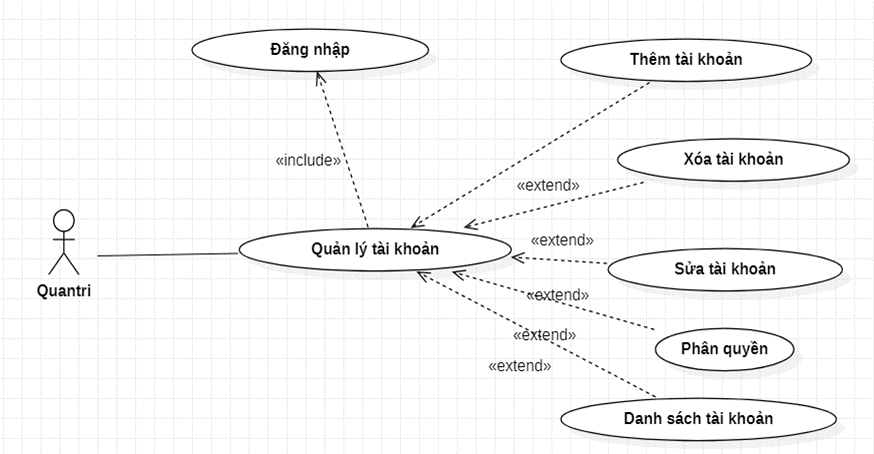 Đăng nhập
Thêm tài khoản
«include»
Xóa tài khoản
«extend»
Quản lý tài khoản
«extend»
Sửa tài khoản
Quantri
«extend»
«extend»
Phân quyền
«extend»
Danh sách tài khoản